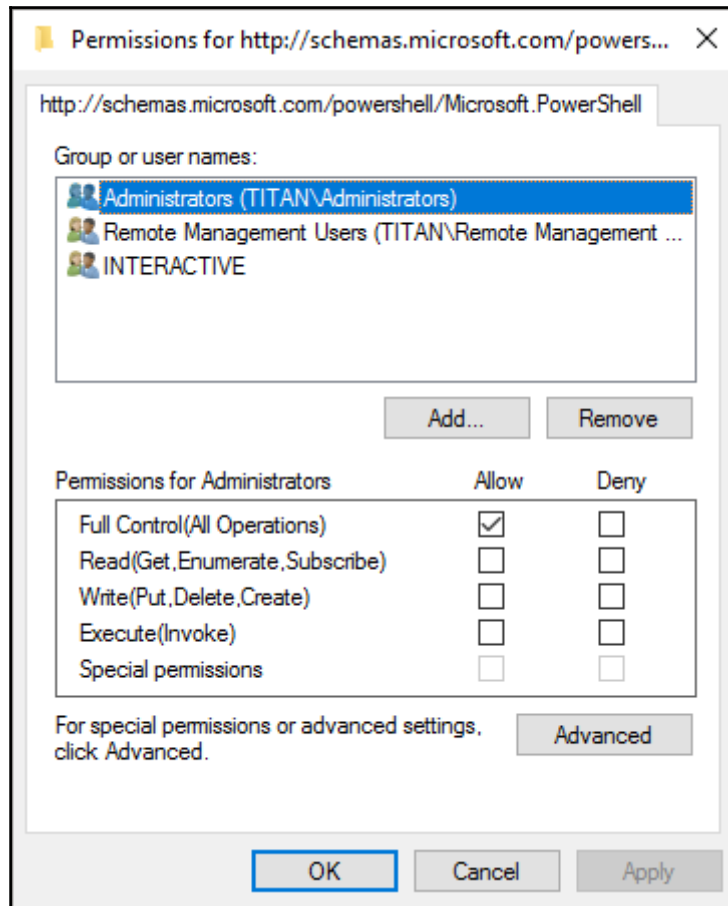 Permissions for http://schemas.microsoft.com/powers...
http://schemas.microsoft.com/powershell/Microsoft.PowerShell
Group or user names:
Administrators (TITAN\Administrators)
Remote Management Users (TITAN\Remote Management ...
INTERACTIVE
Add... Remove
Permissions for Administrators Allow Deny
Full Control(All Operations)
Read(Get,Enumerate,Subscribe)
Write(Put,Delete,Create)
Execute(Invoke)
Special permissions
For special permissions or advanced settings,
click Advanced.
Advanced
OK Cancel Apply